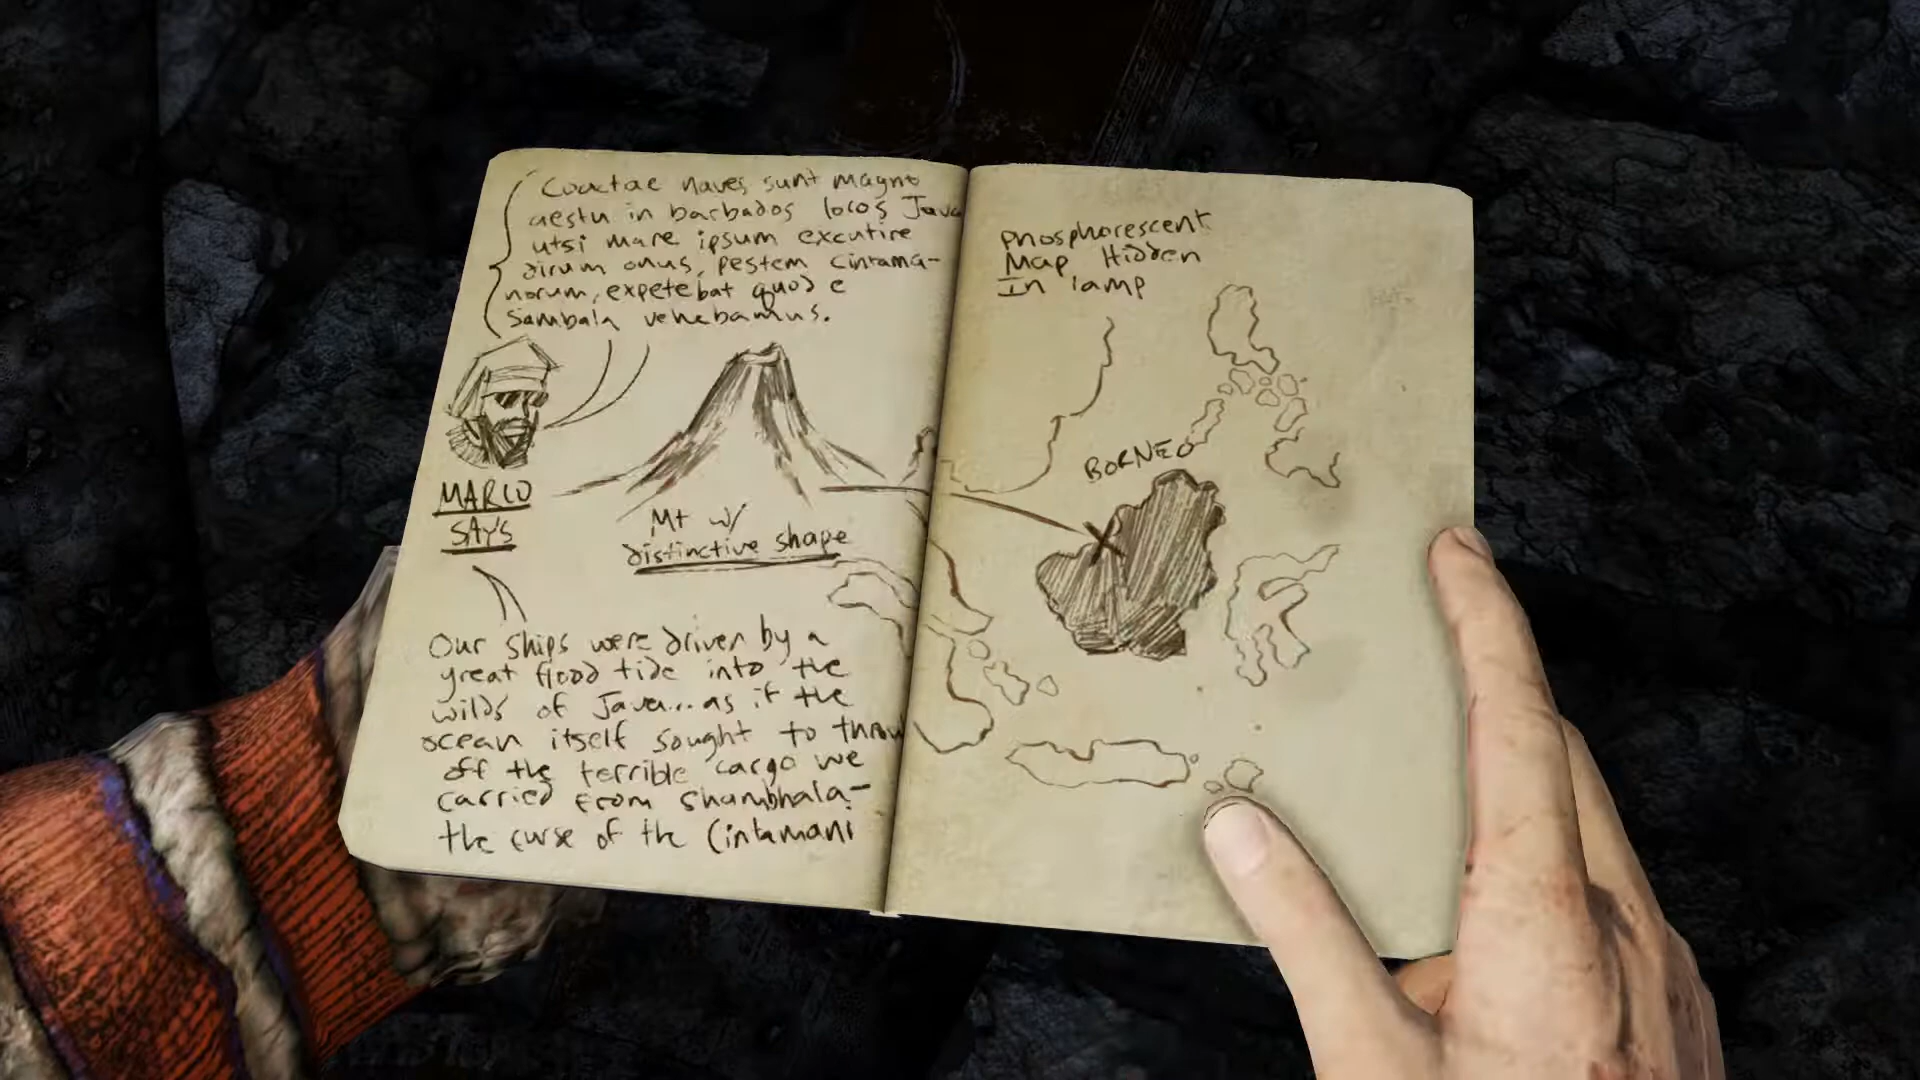 Coactae naves sunt magno
aestu in barbados locos Java
utsi mare ipsum excutire
dirum onus, pestem cintama-
norum, expetebat quod e
Sambala vehebamus.
MARCO
SAYS
Mt w/
distinctive shape
Our ships were driven by a
great flood tide into the
wilds of Java... as if the
ocean itself sought to throw
off the terrible cargo we
carried from Shambhala-
the curse of the Cintamani
Phosphorescent
Map Hidden
In lamp
BORNEO